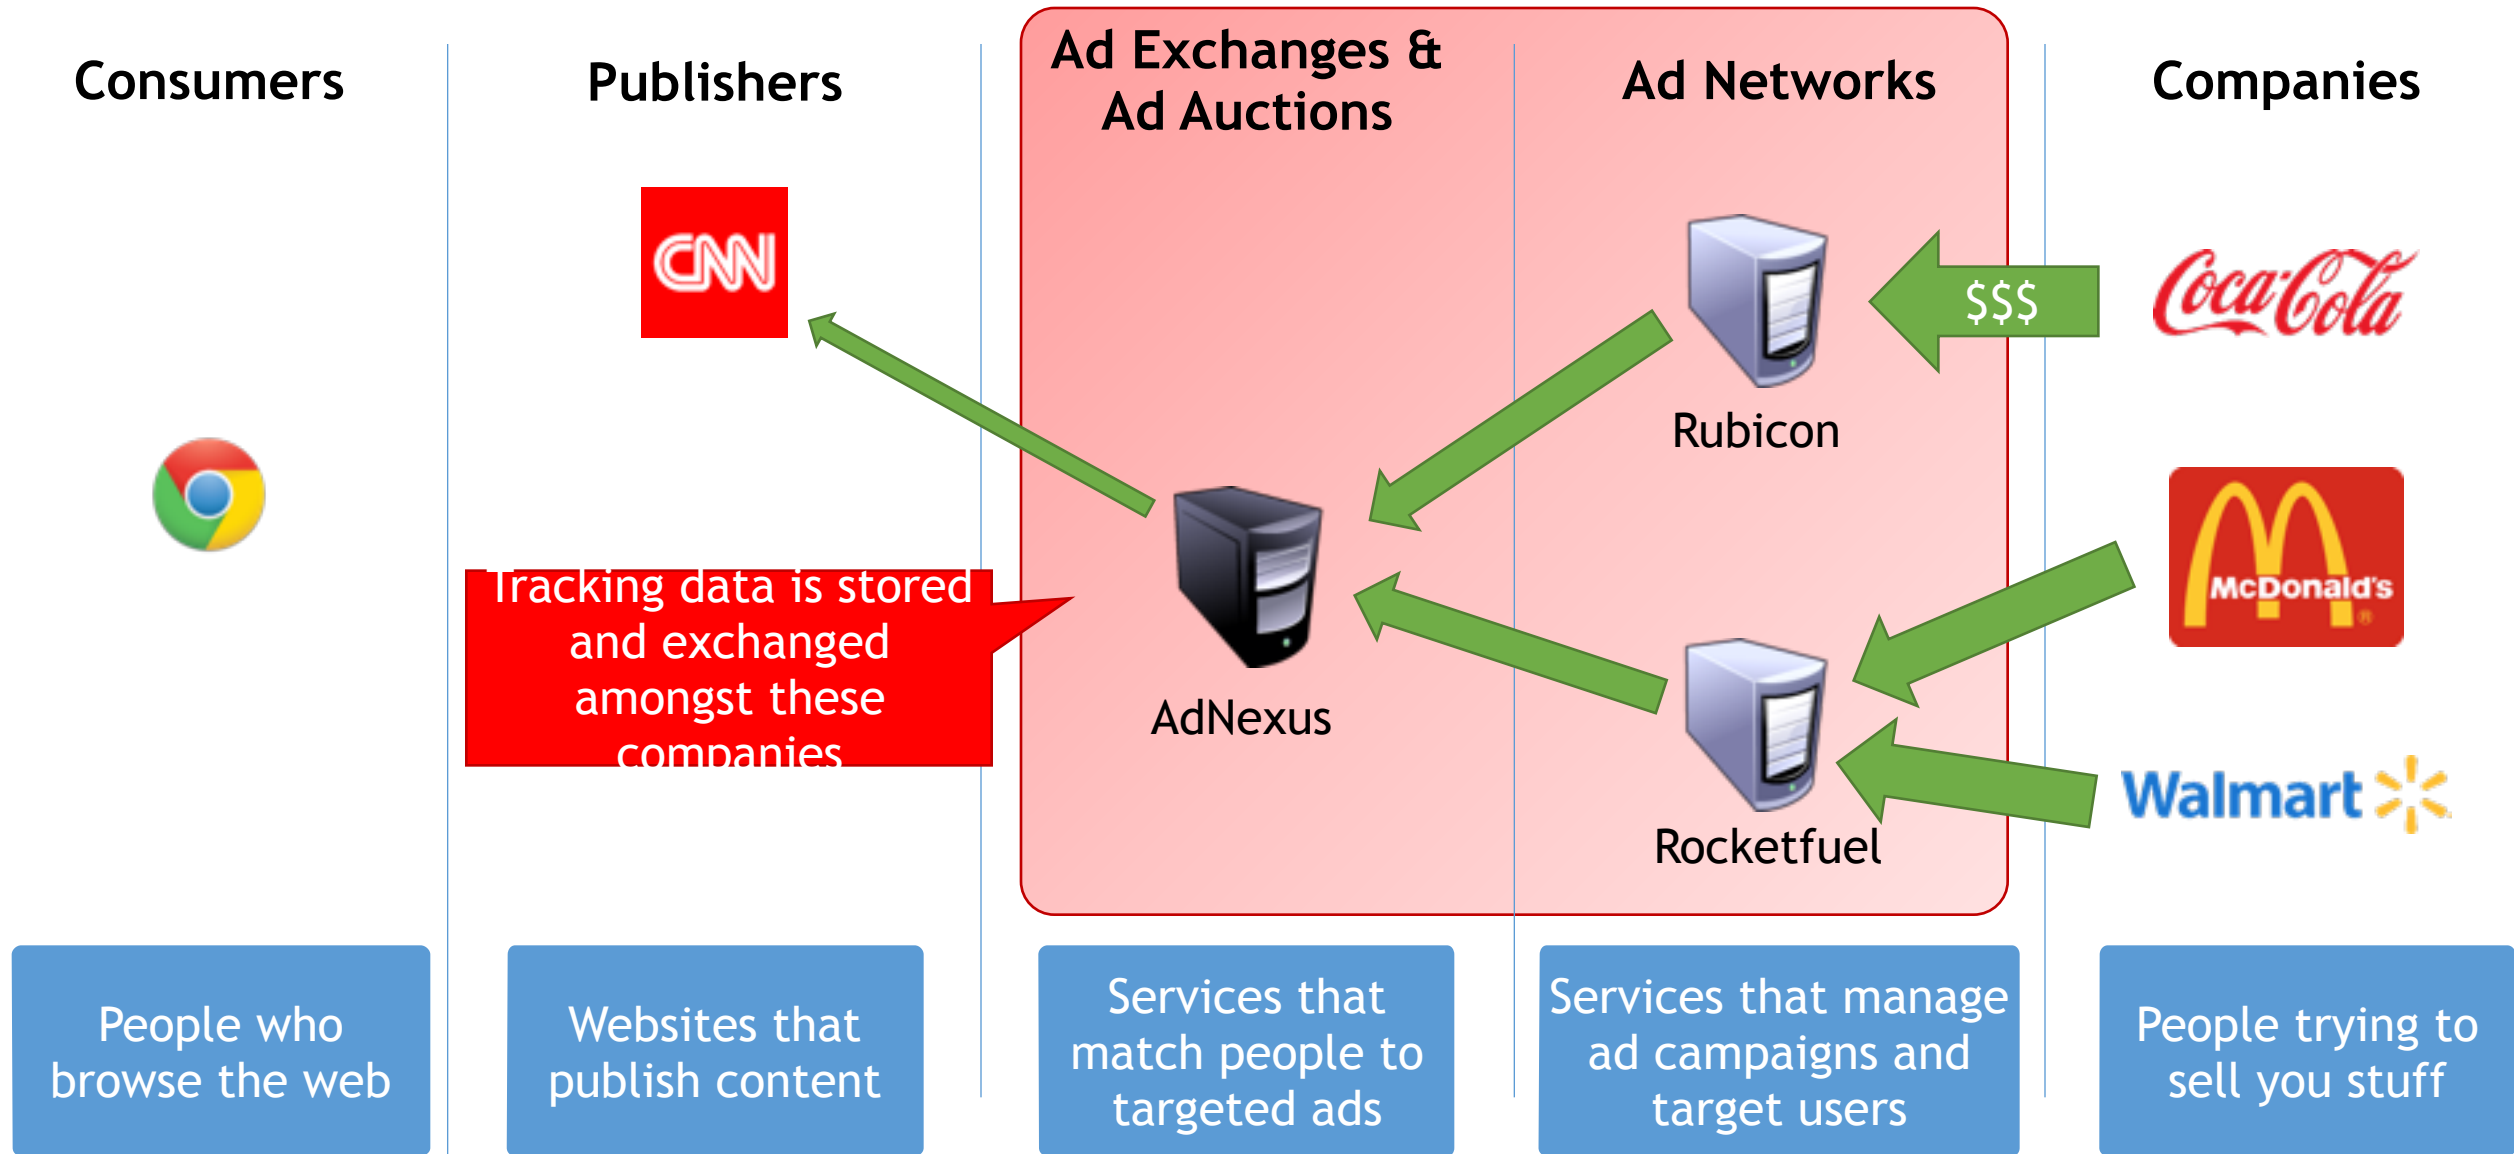 Consumers
Publishers
Ad Exchanges &
Ad Auctions
Ad Networks
Companies
CNN
$$$
Coca-Cola
Rubicon
McDonald's
®
Tracking data is stored
and exchanged
amongst these
companies
AdNexus
Walmart
Rocketfuel
People who
browse the web
Websites that
publish content
Services that
match people to
targeted ads
Services that manage
ad campaigns and
target users
People trying to
sell you stuff